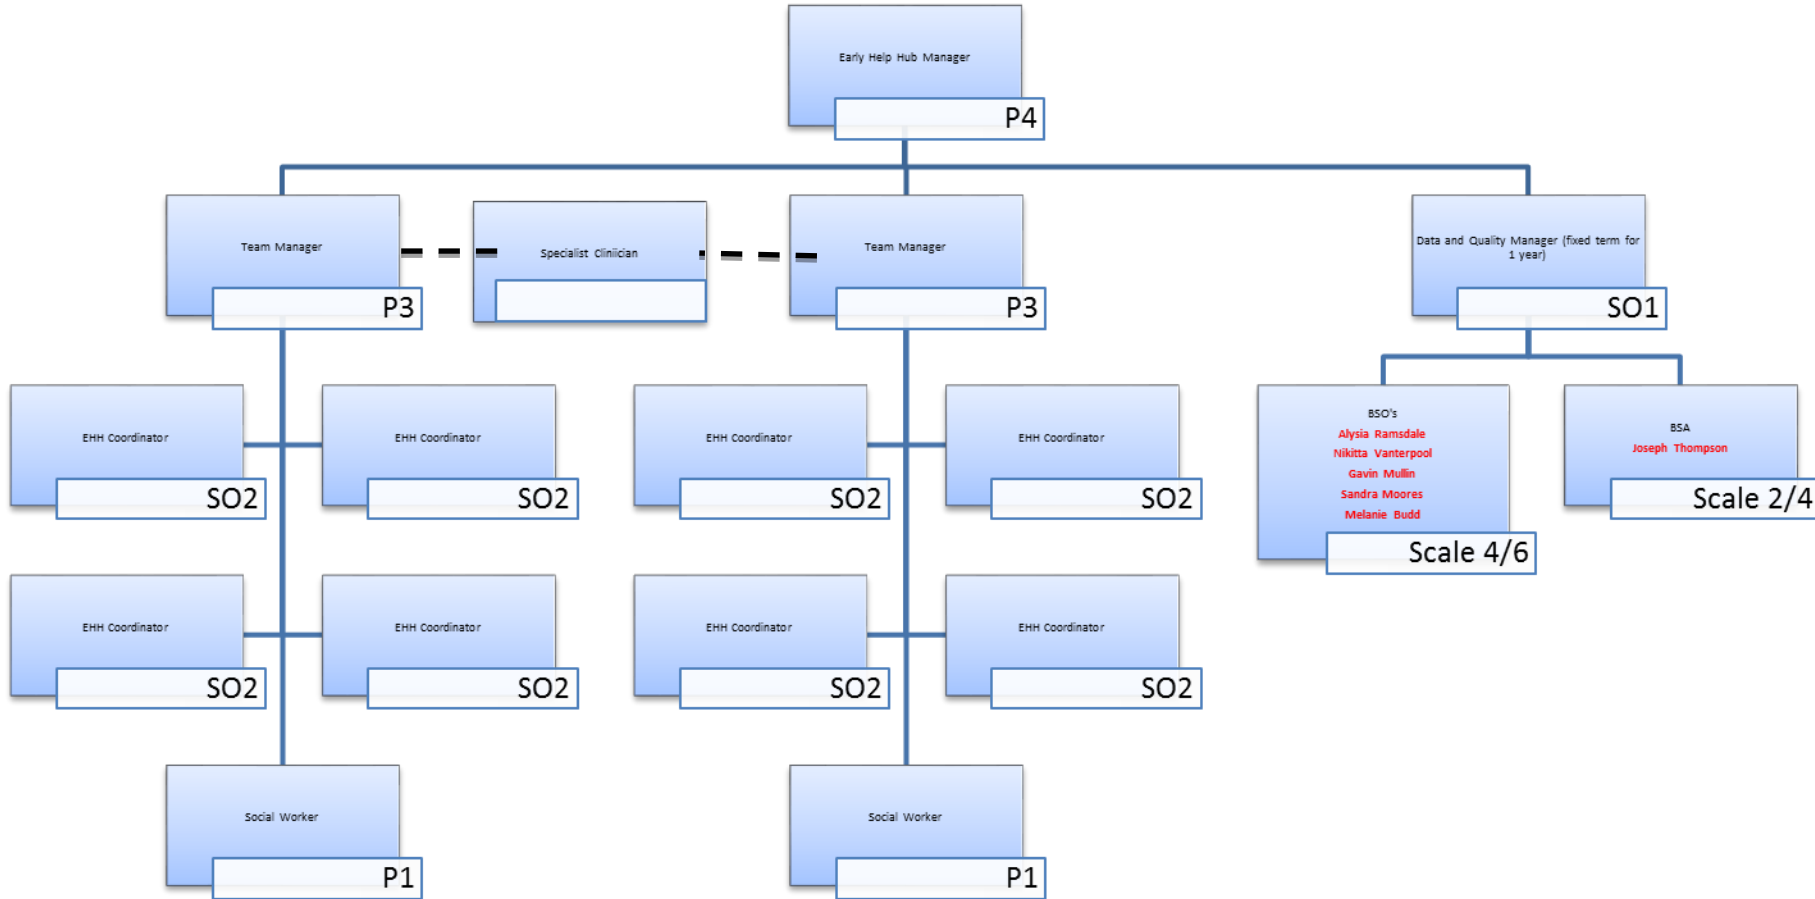 Early Help Hub Manager
P4
Team Manager
P3
Specialist Cliniician
Team Manager
P3
Data and Quality Manager (fixed term for
1 year)
SO1
EHH Coordinator
SO2
EHH Coordinator
SO2
EHH Coordinator
SO2
EHH Coordinator
SO2
BSO's
Alysia Ramsdale
Nikitta Vanterpool
Gavin Mullin
Sandra Moores
Melanie Budd
Scale 4/6
BSA
Joseph Thompson
Scale 2/4
EHH Coordinator
SO2
EHH Coordinator
SO2
EHH Coordinator
SO2
EHH Coordinator
SO2
Social Worker
P1
Social Worker
P1